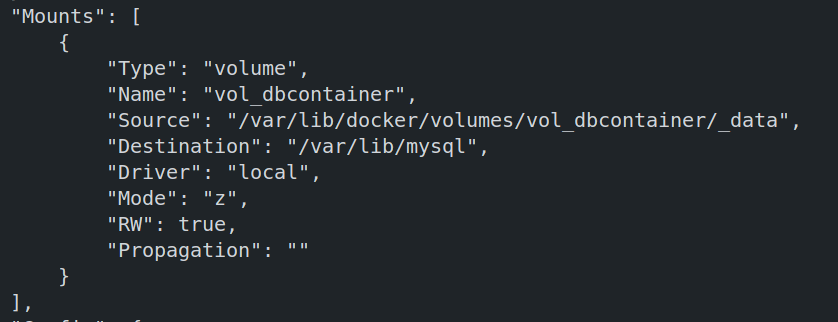 "Mounts": [
{
"Type": "volume",
"Name": "vol_dbcontainer",
"Source": "/var/lib/docker/volumes/vol_dbcontainer/_data",
"Destination": "/var/lib/mysql",
"Driver": "local",
"Mode": "z",
"RW": true,
"Propagation": ""
}
],